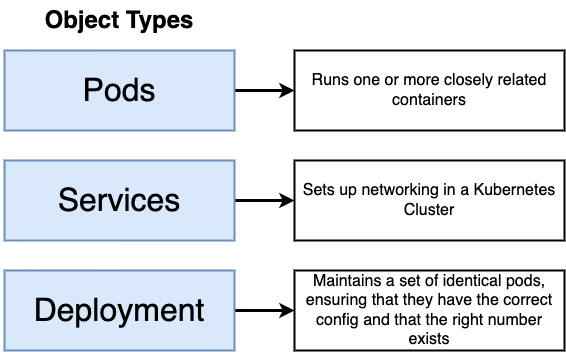 Object Types
Pods
Runs one or more closely related
containers
Services
Sets up networking in a Kubernetes
Cluster
Deployment
Maintains a set of identical pods,
ensuring that they have the correct
config and that the right number
exists